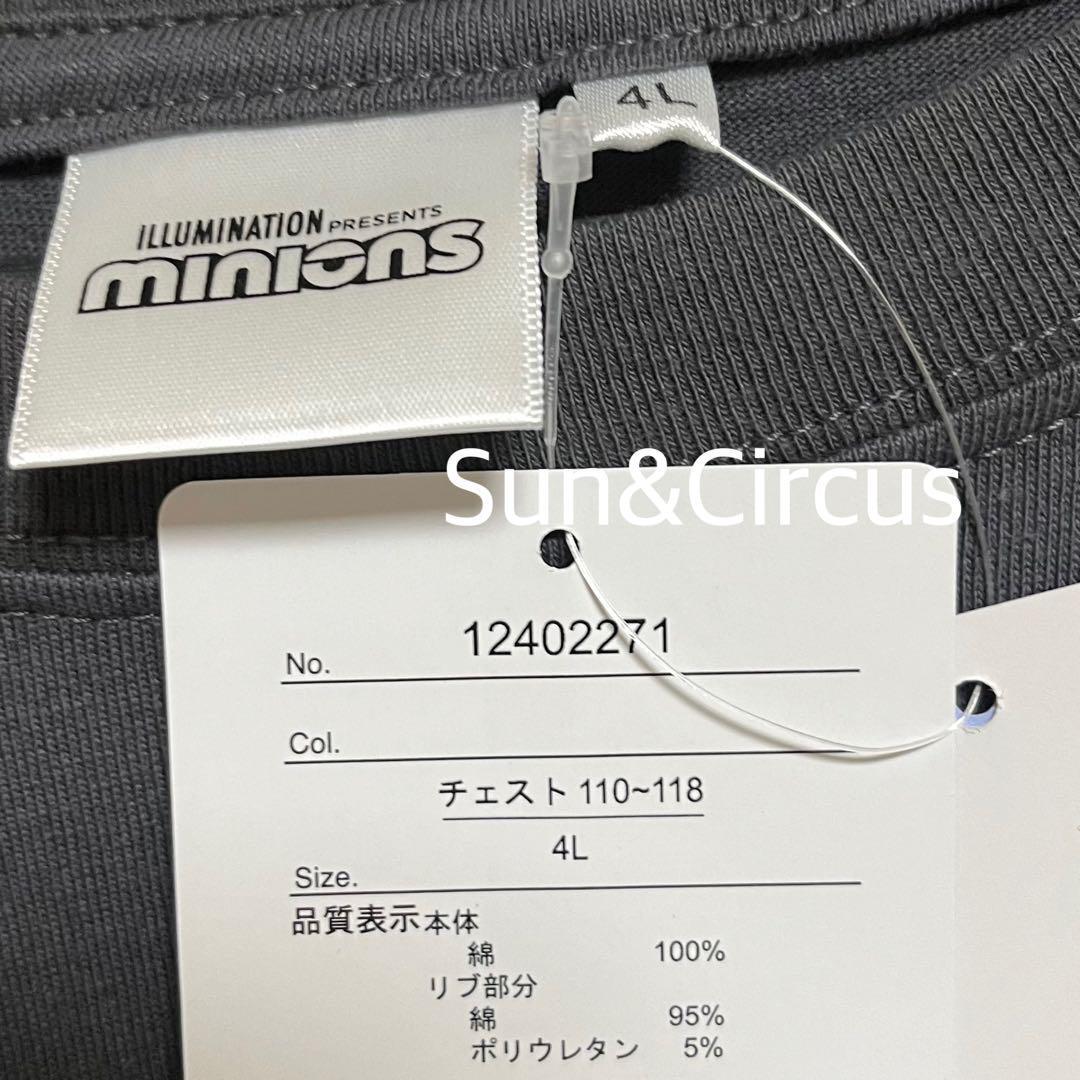 4L
ILLUMINATION PRESENTS
minions
Sun&Circus
No. 12402271
Col.
チェスト 110~118
4L
Size.
品質表示 本体
綿 100%
リブ部分
綿 95%
ポリウレタン 5%